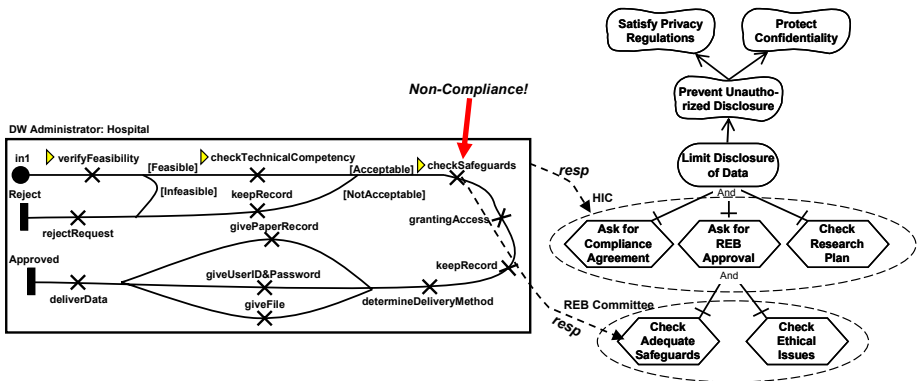 Satisfy Privacy
Regulations
Protect
Confidentiality
Non-Compliance!
Prevent Unautho-
rized Disclosure
DW Administrator: Hospital
in1
verifyFeasibility
[Feasible]
checkTechnicalCompetency
[Acceptable]
checkSafeguards
resp
Limit Disclosure
of Data
Reject
[Infeasible]
keepRecord
[NotAcceptable]
And
HIC
rejectRequest
givePaperRecord
grantingAccess
Ask for
Compliance
Agreement
Ask for
REB
Approval
Check
Research
Plan
Approved
giveUserID&Password
keepRecord
And
deliverData
giveFile
determineDeliveryMethod
REB Committee
resp
Check
Adequate
Safeguards
Check
Ethical
Issues